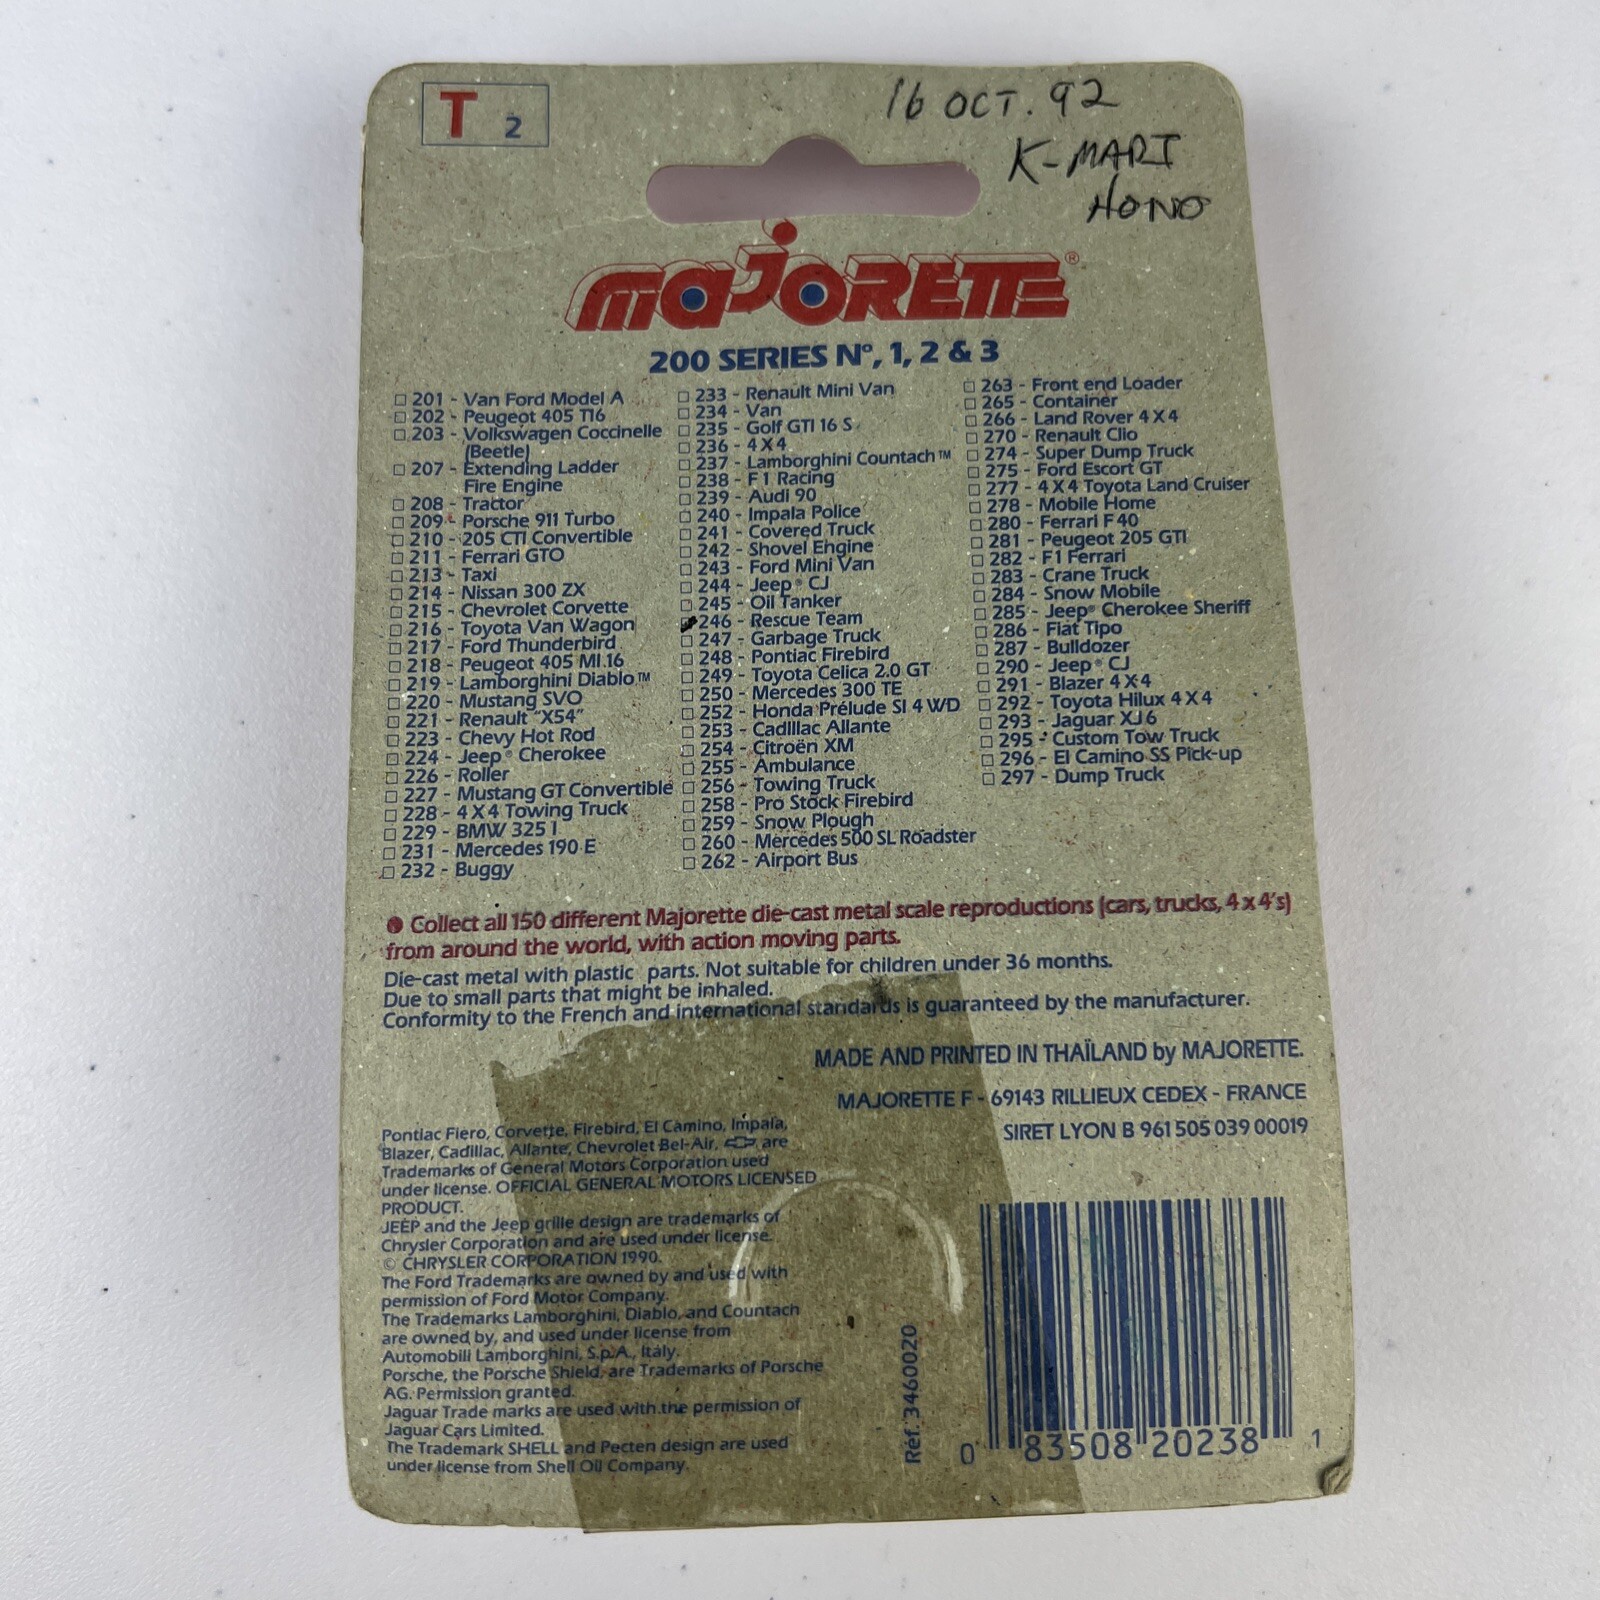 T 2
16 OCT. 92
K-MART
HONO
majorette®
200 SERIES N°, 1, 2 & 3
201 - Van Ford Model A
202 - Peugeot 405 T16
203 - Volkswagen Coccinelle
(Beetle)
207 - Extending Ladder
Fire Engine
208 - Tractor
209 - Porsche 911 Turbo
210 - 205 CTI Convertible
211 - Ferrari GTO
213 - Taxi
214 - Nissan 300 ZX
215 - Chevrolet Corvette
216 - Toyota Van Wagon
217 - Ford Thunderbird
218 - Peugeot 405 MI.16
219 - Lamborghini Diablo™
220 - Mustang SVO
221 - Renault "X54"
223 - Chevy Hot Rod
224 - Jeep® Cherokee
226 - Roller
227 - Mustang GT Convertible
228 - 4 X 4 Towing Truck
229 - BMW 325 I
231 - Mercedes 190 E
232 - Buggy
233 - Renault Mini Van
234 - Van
235 - Golf GTI 16 S
236 - 4 X 4
237 - Lamborghini Countach™
238 - F 1 Racing
239 - Audi 90
240 - Impala Police
241 - Covered Truck
242 - Shovel Ehgine
243 - Ford Mini Van
244 - Jeep® CJ
245 - Oil Tanker
246 - Rescue Team
247 - Garbage Truck
248 - Pontiac Firebird
249 - Toyota Celica 2.0 GT
250 - Mercedes 300 TE
252 - Honda Prélude SI 4 WD
253 - Cadillac Allante
254 - Citroën XM
255 - Ambulance
256 - Towing Truck
258 - Pro Stock Firebird
259 - Snow Plough
260 - Mercedes 500 SL Roadster
262 - Airport Bus
263 - Front end Loader
265 - Container
266 - Land Rover 4 X 4
270 - Renault Clio
274 - Super Dump Truck
275 - Ford Escort GT
277 - 4 X 4 Toyota Land Cruiser
278 - Mobile Home
280 - Ferrari F 40
281 - Peugeot 205 GTI
282 - F1 Ferrari
283 - Crane Truck
284 - Snow Mobile
285 - Jeep® Cherokee Sheriff
286 - Fiat Tipo
287 - Bulldozer
290 - Jeep® CJ
291 - Blazer 4 X 4
292 - Toyota Hilux 4 X 4
293 - Jaguar XJ 6
295 - Custom Tow Truck
296 - El Camino SS Pick-up
297 - Dump Truck
Collect all 150 different Majorette die-cast metal scale reproductions (cars, trucks, 4 x 4's)
from around the world, with action moving parts.
Die-cast metal with plastic parts. Not suitable for children under 36 months.
Due to small parts that might be inhaled.
Conformity to the French and international standards is guaranteed by the manufacturer.
MADE AND PRINTED IN THAÏLAND by MAJORETTE.
MAJORETTE F - 69143 RILLIEUX CEDEX - FRANCE
SIRET LYON B 961 505 039 00019
Pontiac Fiero, Corvette, Firebird, El Camino, Impala,
Blazer, Cadillac, Allante, Chevrolet Bel-Air, are
Trademarks of General Motors Corporation used
under license. OFFICIAL GENERAL MOTORS LICENSED
PRODUCT.
JEEP and the Jeep grille design are trademarks of
Chrysler Corporation and are used under license.
© CHRYSLER CORPORATION 1990.
The Ford Trademarks are owned by and used with
permission of Ford Motor Company.
The Trademarks Lamborghini, Diablo, and Countach
are owned by, and used under license from
Automobili Lamborghini, S.p.A., Italy.
Porsche, the Porsche Shield, are Trademarks of Porsche
AG. Permission granted.
Jaguar Trade marks are used with the permission of
Jaguar Cars Limited.
The Trademark SHELL and Pecten design are used
under license from Shell Oil Company.
Réf. 3460020
0 83508 20238 1